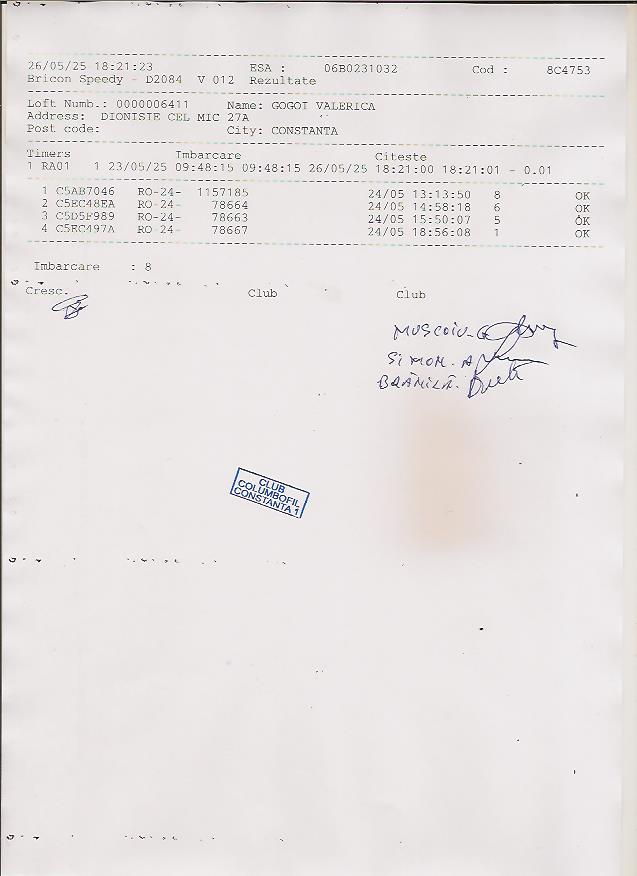 26/05/25 18:21:23 ESA : 06B0231032 Cod : 8C4753
Bricon Speedy - D2084 V 012 Rezultate
Loft Numb.: 0000006411 Name: GOGOI VALERICA
Address: DIONISIE CEL MIC 27A
Post code: City: CONSTANTA
Timers Imbarcare Citeste
1 RA01 1 23/05/25 09:48:15 09:48:15 26/05/25 18:21:00 18:21:01 - 0.01
1 C5AB7046 RO-24- 1157185 24/05 13:13:50 8 OK
2 C5EC48EA RO-24- 78664 24/05 14:58:18 6 OK
3 C5D5F989 RO-24- 78663 24/05 15:50:07 5 OK
4 C5EC497A RO-24- 78667 24/05 18:56:08 1 OK
Imbarcare : 8
Cresc. Club Club
MUSCOIU G
SIMON. A
BRĂNILĂ.
CLUB
COLUMBOFIL
CONSTANTA 1